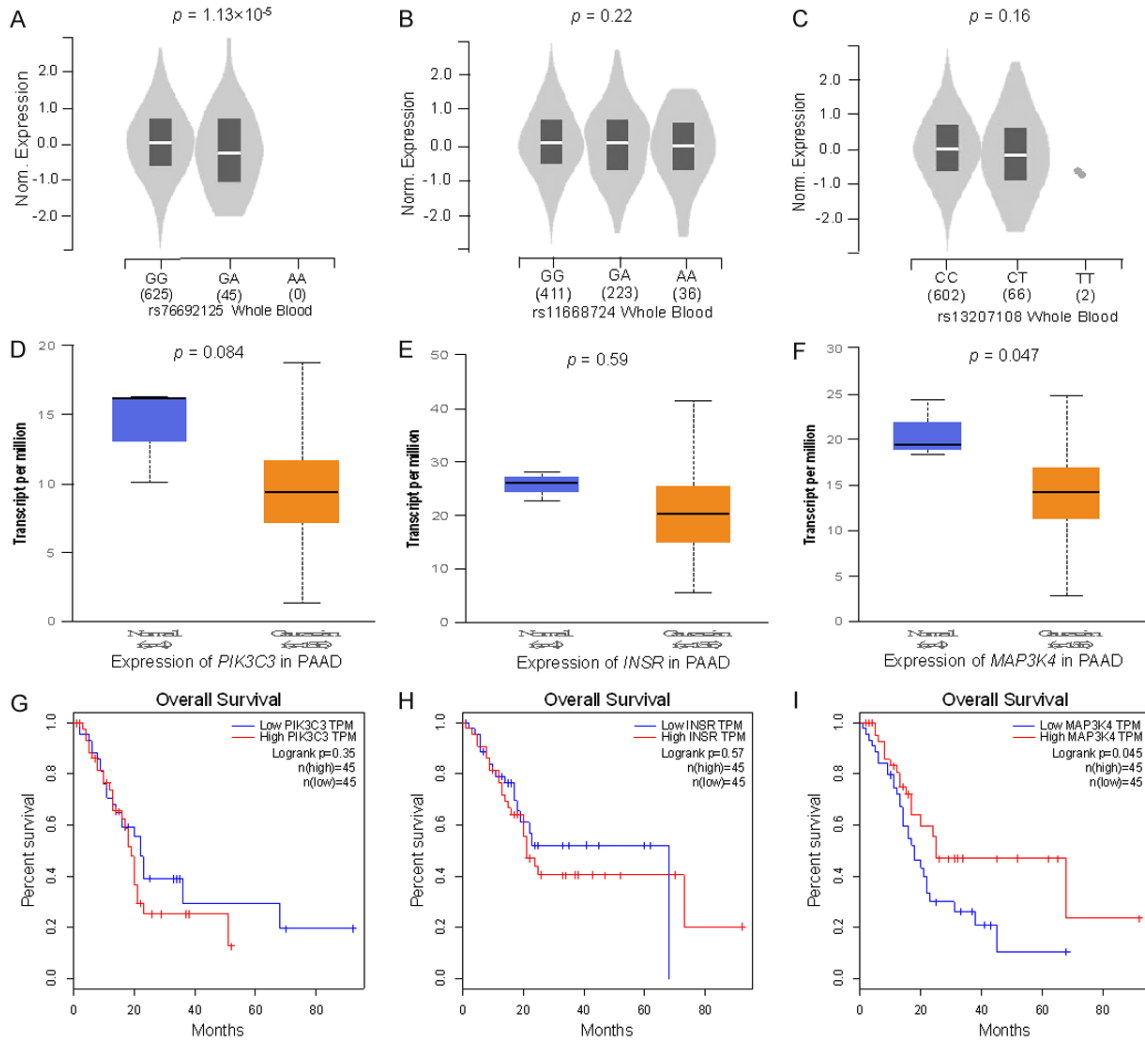 A
p = 1.13×10⁻⁵
Norm. Expression
2.0
1.0
0.0
-1.0
-2.0
GG
GA
AA
(625)
(45)
(0)
rs76692125 Whole Blood
B
p = 0.22
Norm. Expression
2.0
1.0
0.0
-1.0
-2.0
GG
GA
AA
(411)
(223)
(36)
rs11668724 Whole Blood
C
p = 0.16
Norm. Expression
2.0
1.0
0.0
-1.0
-2.0
CC
CT
TT
(602)
(66)
(2)
rs13207108 Whole Blood
D
p = 0.084
Transcript per million
20
15
10
5
0
Expression of PIK3C3 in PAAD
E
p = 0.59
Transcript per million
50
40
30
20
10
0
Expression of INSR in PAAD
F
p = 0.047
Transcript per million
30
25
20
15
10
5
0
Expression of MAP3K4 in PAAD
G
Overall Survival
Low PIK3C3 TPM
High PIK3C3 TPM
Logrank p=0.35
n(high)=45
n(low)=45
Percent survival
1.0
0.8
0.6
0.4
0.2
0.0
0
20
40
60
80
Months
H
Overall Survival
Low INSR TPM
High INSR TPM
Logrank p=0.57
n(high)=45
n(low)=45
Percent survival
1.0
0.8
0.6
0.4
0.2
0.0
0
20
40
60
80
Months
I
Overall Survival
Low MAP3K4 TPM
High MAP3K4 TPM
Logrank p=0.045
n(high)=45
n(low)=45
Percent survival
1.0
0.8
0.6
0.4
0.2
0.0
0
20
40
60
80
Months